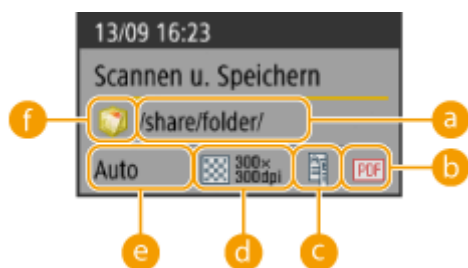 13/09 16:23
Scannen u. Speichern
f /share/folder/ a
Auto 300× 300dpi PDF b
e d c